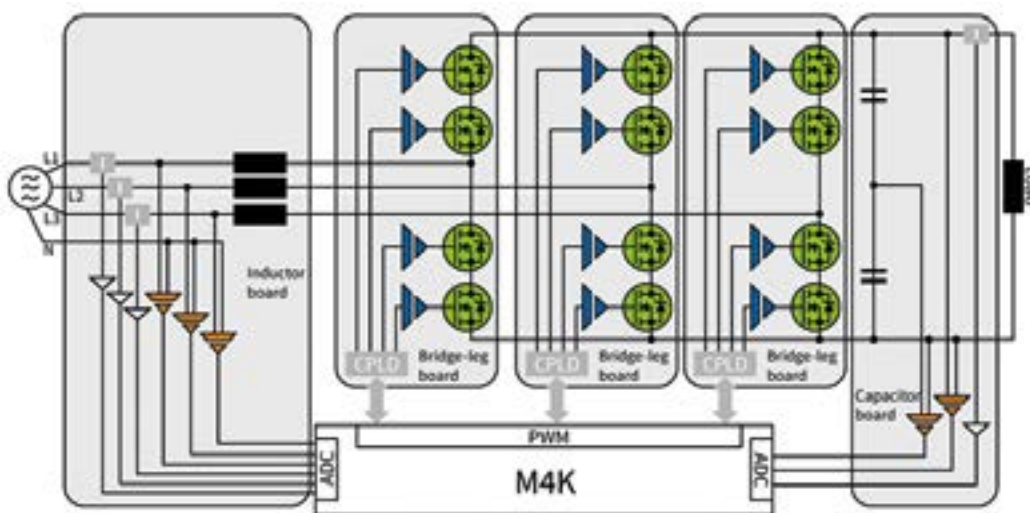 L1
L2
L3
N
I
I
I
I
Inductor
board
CPLD
Bridge-leg
board
CPLD
Bridge-leg
board
CPLD
Bridge-leg
board
Capacitor
board
PWM
ADC
M4K
ADC